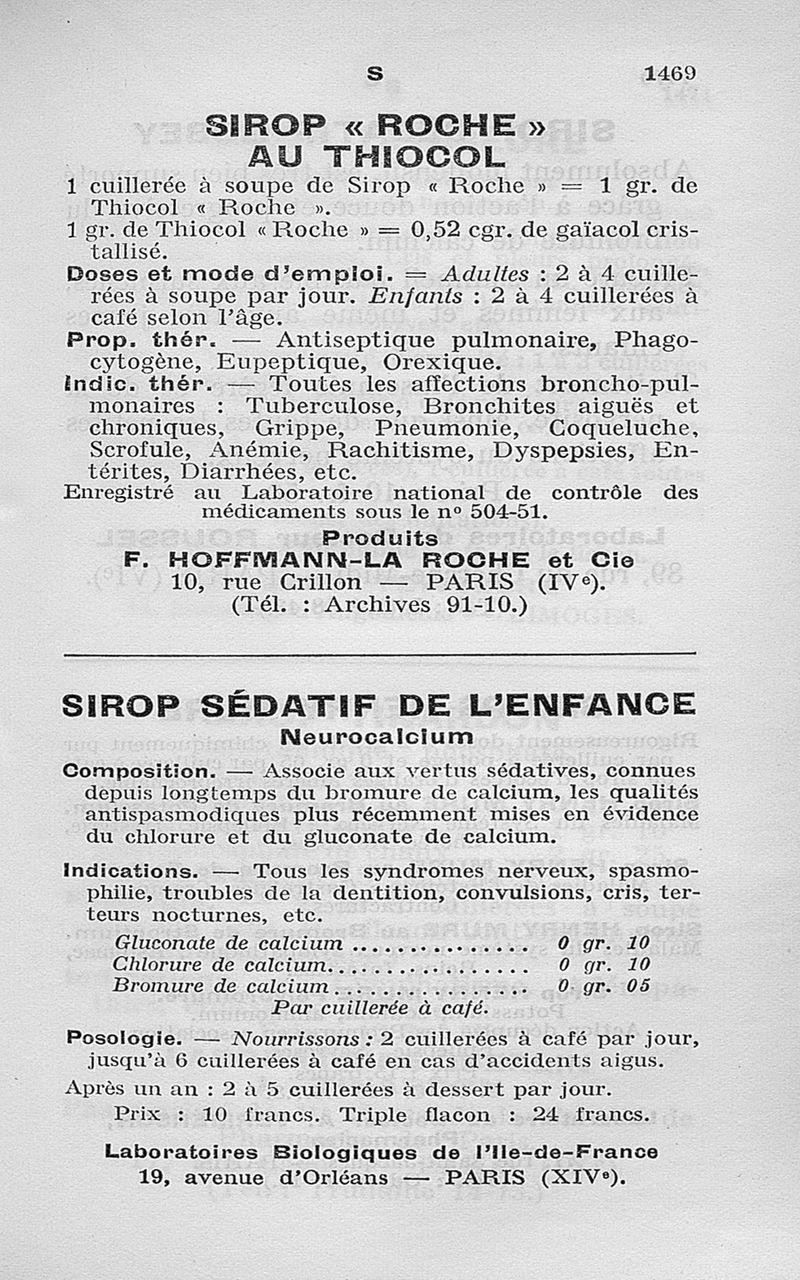 S 1469
SIROP « ROCHE »
AU THIOCOL
1 cuillerée à soupe de Sirop « Roche » = 1 gr. de
Thiocol « Roche ».
1 gr. de Thiocol « Roche » = 0,52 cgr. de gaïacol cris-
tallisé.
Doses et mode d'emploi. = Adultes : 2 à 4 cuille-
rées à soupe par jour. Enfants : 2 à 4 cuillerées à
café selon l'âge.
Prop. thér. — Antiseptique pulmonaire, Phago-
cytogène, Eupeptique, Orexique.
Indic. thér. — Toutes les affections broncho-pul-
monaires : Tuberculose, Bronchites aiguës et
chroniques, Grippe, Pneumonie, Coqueluche,
Scrofule, Anémie, Rachitisme, Dyspepsies, En-
térites, Diarrhées, etc.
Enregistré au Laboratoire national de contrôle des
médicaments sous le nº 504-51.
Produits
F. HOFFMANN-LA ROCHE et Cie
10, rue Crillon — PARIS (IVe).
(Tél. : Archives 91-10.)
SIROP SÉDATIF DE L'ENFANCE
Neurocalcium
Composition. — Associe aux vertus sédatives, connues
depuis longtemps du bromure de calcium, les qualités
antispasmodiques plus récemment mises en évidence
du chlorure et du gluconate de calcium.
Indications. — Tous les syndromes nerveux, spasmo-
philie, troubles de la dentition, convulsions, cris, ter-
teurs nocturnes, etc.
Gluconate de calcium ................ 0 gr. 10
Chlorure de calcium.................. 0 gr. 10
Bromure de calcium .................. 0 gr. 05
Par cuillerée à café.
Posologie. — Nourrissons : 2 cuillerées à café par jour,
jusqu'à 6 cuillerées à café en cas d'accidents aigus.
Après un an : 2 à 5 cuillerées à dessert par jour.
Prix : 10 francs. Triple flacon : 24 francs.
Laboratoires Biologiques de l'Ile-de-France
19, avenue d'Orléans — PARIS (XIVe).